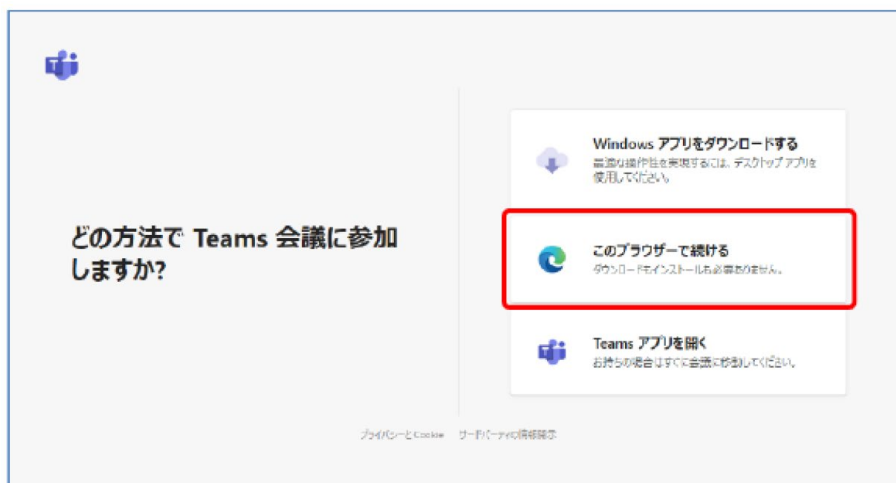 どの方法で Teams 会議に参加
しますか?
Windows アプリをダウンロードする
最適な操作性を実現するには、デスクトップ アプリを
使用してください。
このブラウザーで続ける
ダウンロードもインストールも必要ありません。
Teams アプリを開く
お持ちの場合はすぐに会議に移動してください。
プライバシーと Cookie サードパーティの情報開示